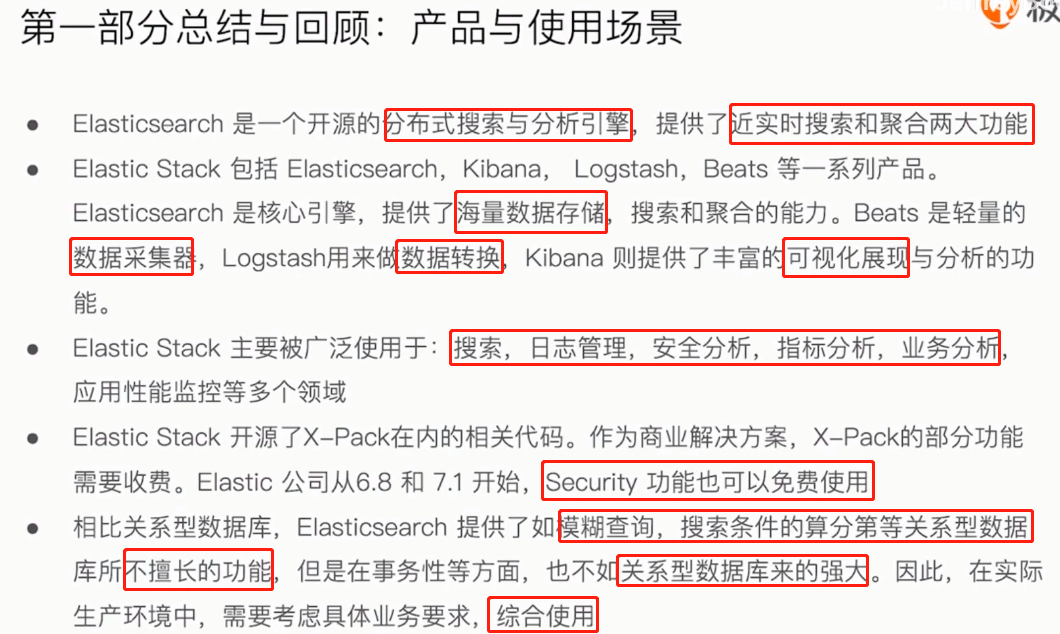 第一部分总结与回顾：产品与使用场景
Elasticsearch 是一个开源的分布式搜索与分析引擎，提供了近实时搜索和聚合两大功能
Elastic Stack 包括 Elasticsearch，Kibana， Logstash，Beats 等一系列产品。
Elasticsearch 是核心引擎，提供了海量数据存储，搜索和聚合的能力。Beats 是轻量的
数据采集器，Logstash用来做数据转换，Kibana 则提供了丰富的可视化展现与分析的功
能。
Elastic Stack 主要被广泛使用于：搜索，日志管理，安全分析，指标分析，业务分析，
应用性能监控等多个领域
Elastic Stack 开源了X-Pack在内的相关代码。作为商业解决方案，X-Pack的部分功能
需要收费。Elastic 公司从6.8 和 7.1 开始，Security 功能也可以免费使用
相比关系型数据库，Elasticsearch 提供了如模糊查询，搜索条件的算分第等关系型数据
库所不擅长的功能，但是在事务性等方面，也不如关系型数据库来的强大。因此，在实际
生产环境中，需要考虑具体业务要求，综合使用